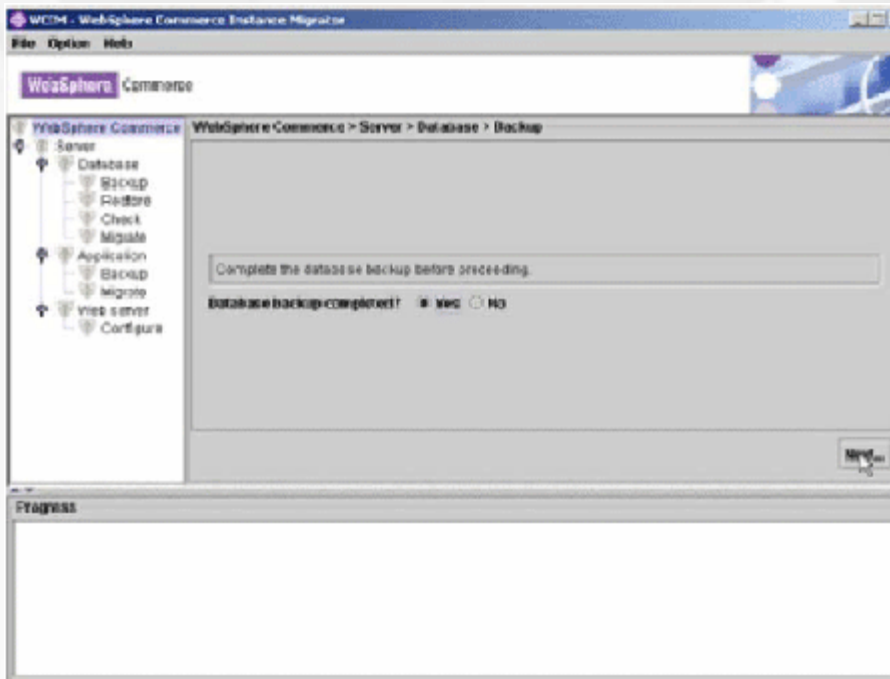 WCIM - WebSphere Commerce Instance Migrator
File Option Help
WebSphere Commerce
WebSphere Commerce
Server
Database
Backup
Restore
Check
Migrate
Application
Backup
Migrate
Web server
Configure
WebSphere Commerce > Server > Database > Backup
Complete the database backup before proceeding.
Database backup completed? Yes No
Next...
Progress